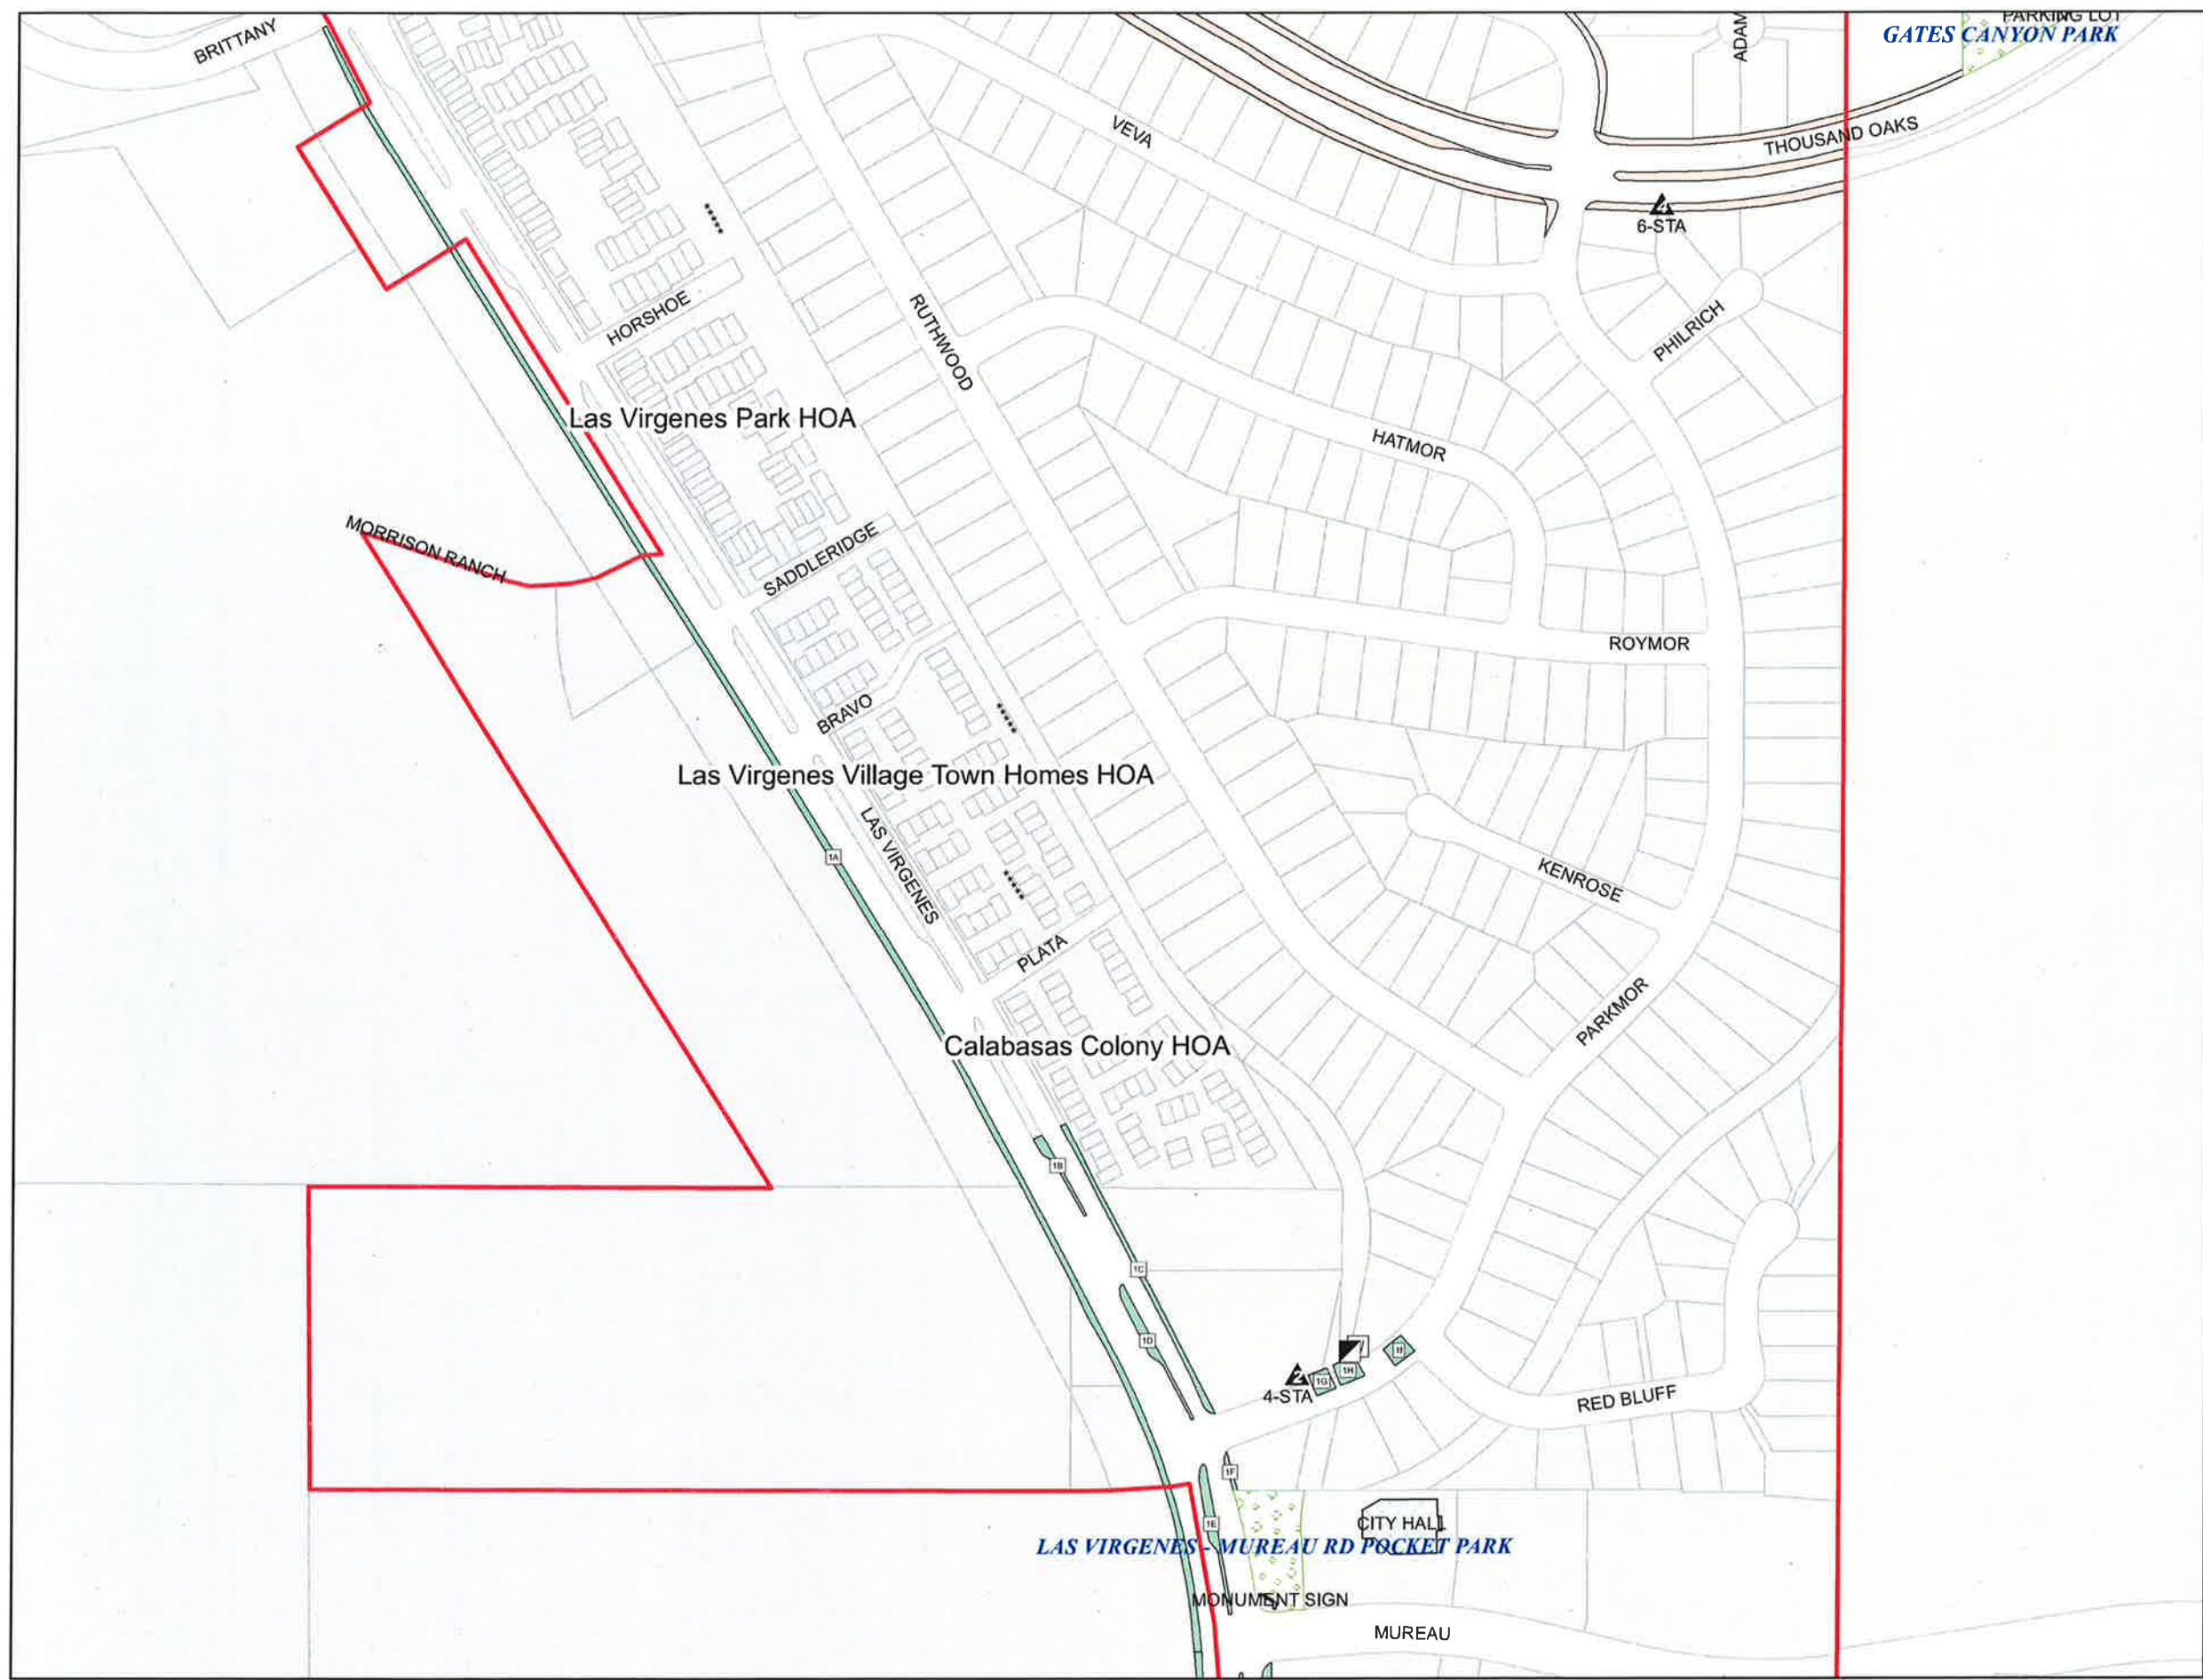 PARKING LOT
GATES CANYON PARK
BRITTANY
ADAM
VEVA
THOUSAND OAKS
4
6-STA
HORSHOE
RUTHWOOD
PHILRICH
Las Virgenes Park HOA
HATMOR
MORRISON RANCH
SADDLERIDGE
ROYMOR
BRAVO
Las Virgenes Village Town Homes HOA
LAS VIRGENES
1A
KENROSE
PLATA
PARKMOR
Calabasas Colony HOA
1B
1C
1D
1I
1H
1G
2
4-STA
RED BLUFF
1F
1E
CITY HALL
LAS VIRGENES - MUREAU RD POCKET PARK
MONUMENT SIGN
MUREAU